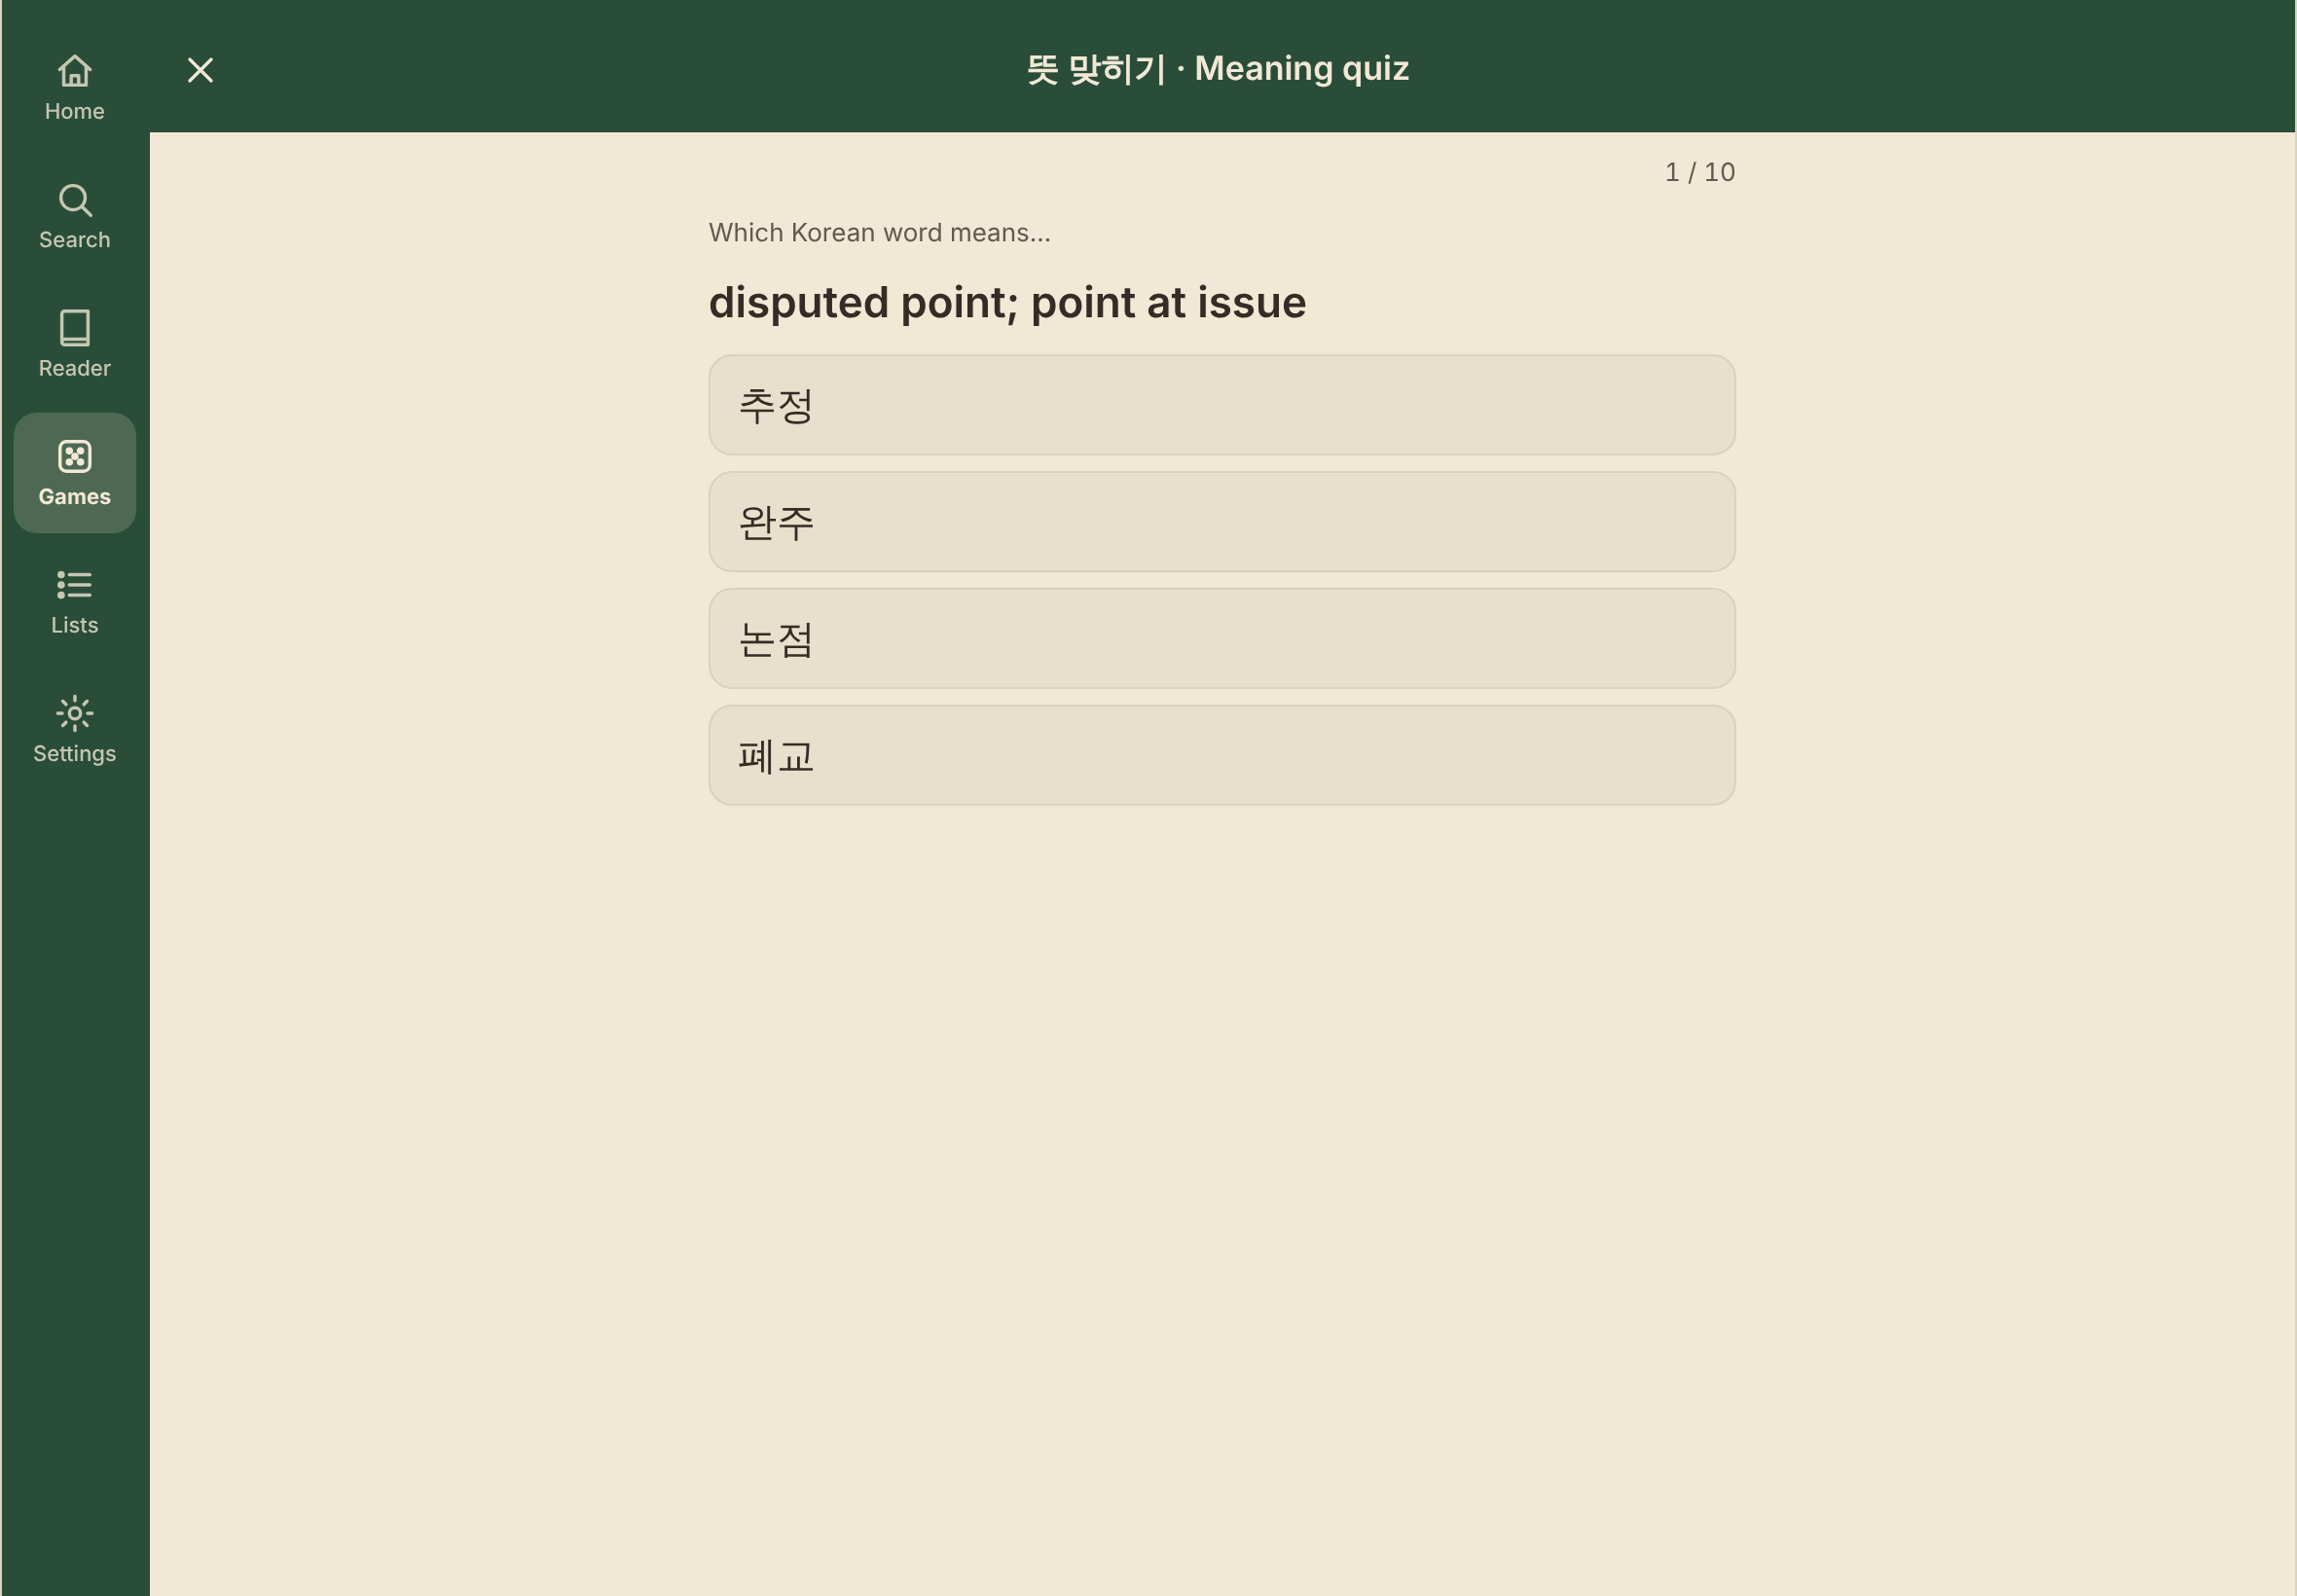 뜻 맞히기 · Meaning quiz
Home
Search
Reader
Games
Lists
Settings
1 / 10
Which Korean word means...
disputed point; point at issue
추정
완주
논점
폐교